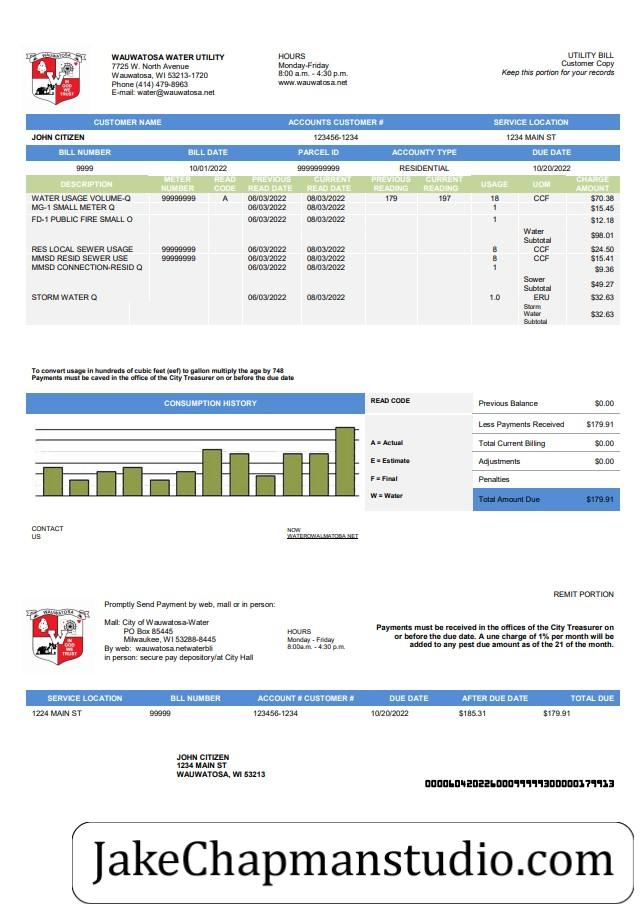 WAUWATOSA WATER UTILITY
7725 W. North Avenue
Wauwatosa, WI 53213-1720
Phone (414) 479-8963
E-mail: water@wauwatosa.net
HOURS
Monday-Friday
8:00 a.m. - 4:30 p.m.
www.wauwatosa.net
UTILITY BILL
Customer Copy
Keep this portion for your records
WAUWATOSA
IN GOD WE TRUST
CUSTOMER NAME ACCOUNTS CUSTOMER # SERVICE LOCATION
JOHN CITIZEN 123456-1234 1234 MAIN ST
BILL NUMBER BILL DATE PARCEL ID ACCOUNTY TYPE DUE DATE
9999 10/01/2022 9999999999 RESIDENTIAL 10/20/2022
DESCRIPTION METER NUMBER READ CODE PREVIOUS READ DATE CURRENT READ DATE PREVIOUS READING CURRENT READING USAGE UOM CHARGE AMOUNT
WATER USAGE VOLUME-Q 99999999 A 06/03/2022 08/03/2022 179 197 18 CCF $70.38
MG-1 SMALL METER Q 06/03/2022 08/03/2022 1 $15.45
FD-1 PUBLIC FIRE SMALL O 06/03/2022 08/03/2022 1 $12.18
Water Subtotal $98.01
RES LOCAL SEWER USAGE 99999999 06/03/2022 08/03/2022 8 CCF $24.50
MMSD RESID SEWER USE 99999999 06/03/2022 08/03/2022 8 CCF $15.41
MMSD CONNECTION-RESID Q 06/03/2022 08/03/2022 1 $9.36
Sower Subtotal $49.27
STORM WATER Q 06/03/2022 08/03/2022 1.0 ERU $32.63
Storm Water Subtotal $32.63
To convert usage in hundreds of cubic feet (eef) to gallon multiply the age by 748
Payments must be caved in the office of the City Treasurer on or before the due date
CONSUMPTION HISTORY
READ CODE
A = Actual
E = Estimate
F = Final
W = Water
Previous Balance $0.00
Less Payments Received $179.91
Total Current Billing $0.00
Adjustments $0.00
Penalties
Total Amount Due $179.91
CONTACT
US
NOW
WATEROWALMATOBA.NET
REMIT PORTION
WAUWATOSA
IN GOD WE TRUST
Promptly Send Payment by web, mall or in person:
Mall: City of Wauwatosa-Water
PO Box 85445
Milwaukee, WI 53288-8445
By web: wauwatosa.netwaterbli
in person: secure pay depository/at City Hall
HOURS
Monday - Friday
8:00a.m. - 4:30 p.m.
Payments must be received in the offices of the City Treasurer on
or before the due date. A une charge of 1% per month will be
added to any pest due amount as of the 21 of the month.
SERVICE LOCATION BLL NUMBER ACCOUNT # CUSTOMER # DUE DATE AFTER DUE DATE TOTAL DUE
1224 MAIN ST 99999 123456-1234 10/20/2022 $185.31 $179.91
JOHN CITIZEN
1234 MAIN ST
WAUWATOSA, WI 53213
JakeChapmanstudio.com